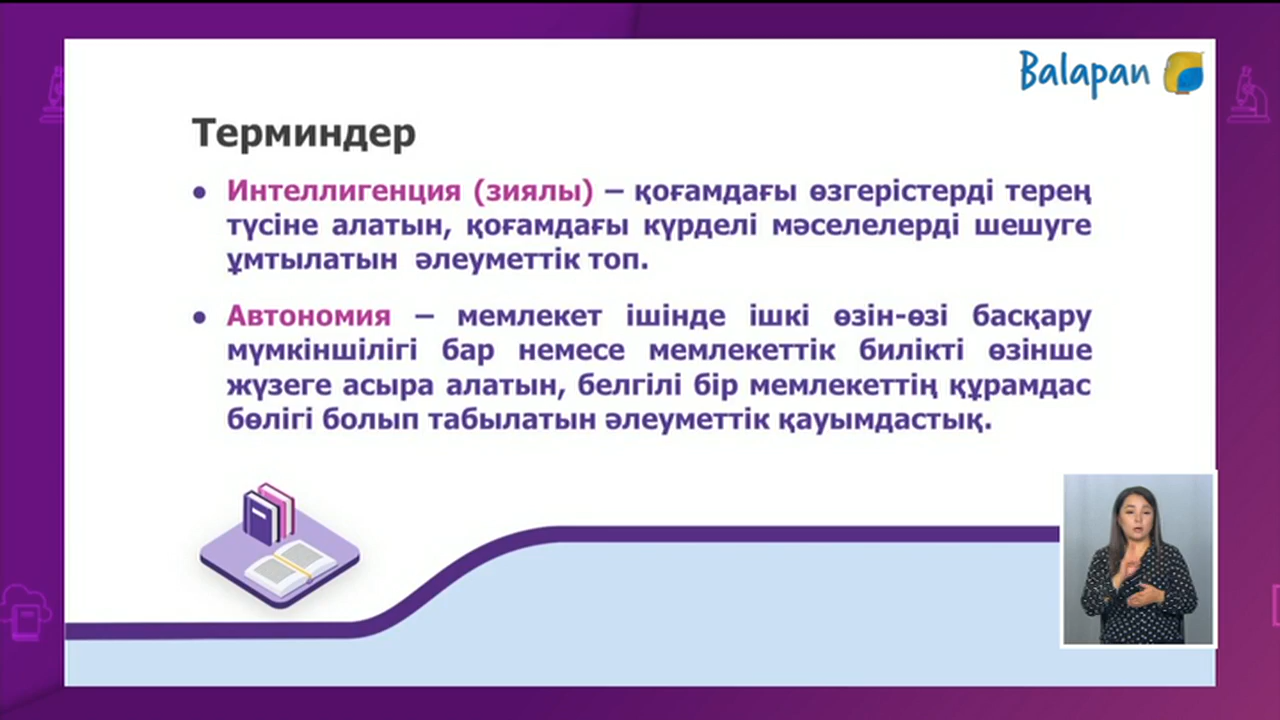 Balapan
Терминдер
• Интеллигенция (зиялы) – қоғамдағы өзгерістерді терең
түсіне алатын, қоғамдағы күрделі мәселелерді шешуге
ұмтылатын әлеуметтік топ.
• Автономия – мемлекет ішінде ішкі өзін-өзі басқару
мүмкіншілігі бар немесе мемлекеттік билікті өзінше
жүзеге асыра алатын, белгілі бір мемлекеттің құрамдас
бөлігі болып табылатын әлеуметтік қауымдастық.